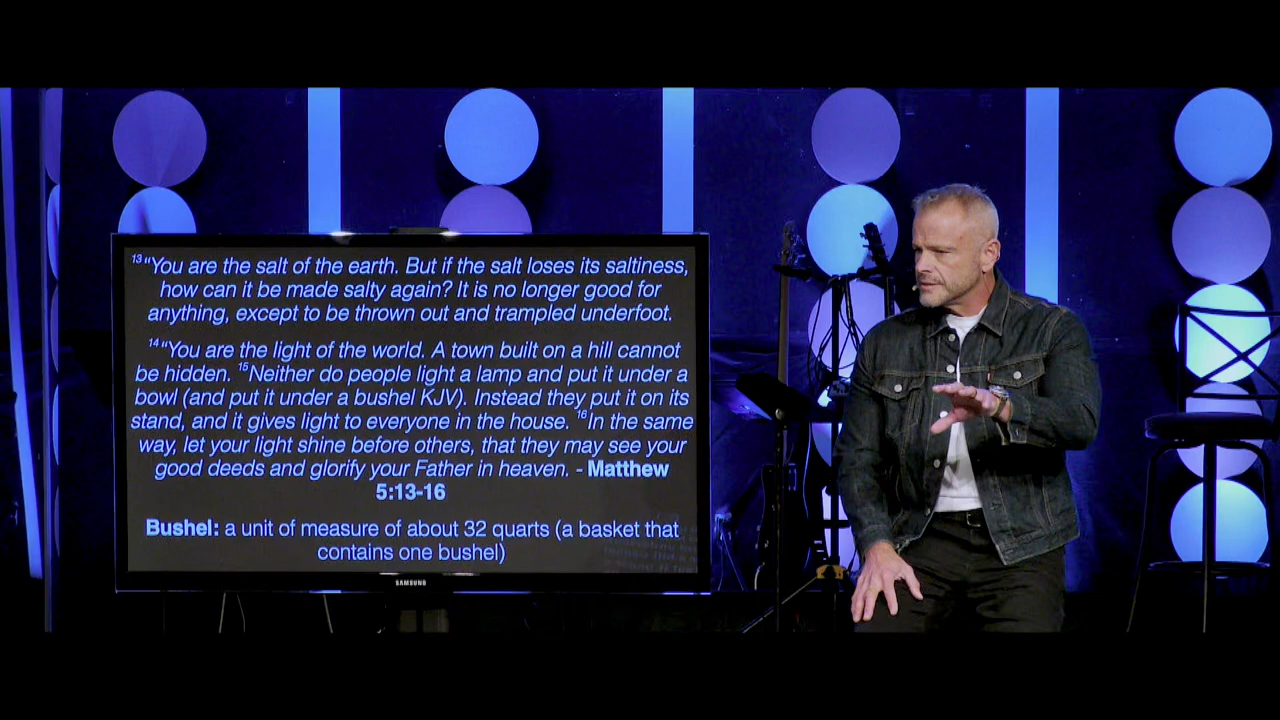 13 “You are the salt of the earth. But if the salt loses its saltiness,
how can it be made salty again? It is no longer good for
anything, except to be thrown out and trampled underfoot.
14 “You are the light of the world. A town built on a hill cannot
be hidden. 15 Neither do people light a lamp and put it under a
bowl (and put it under a bushel KJV). Instead they put it on its
stand, and it gives light to everyone in the house. 16 In the same
way, let your light shine before others, that they may see your
good deeds and glorify your Father in heaven. - Matthew
5:13-16
Bushel: a unit of measure of about 32 quarts (a basket that
contains one bushel)
SAMSUNG